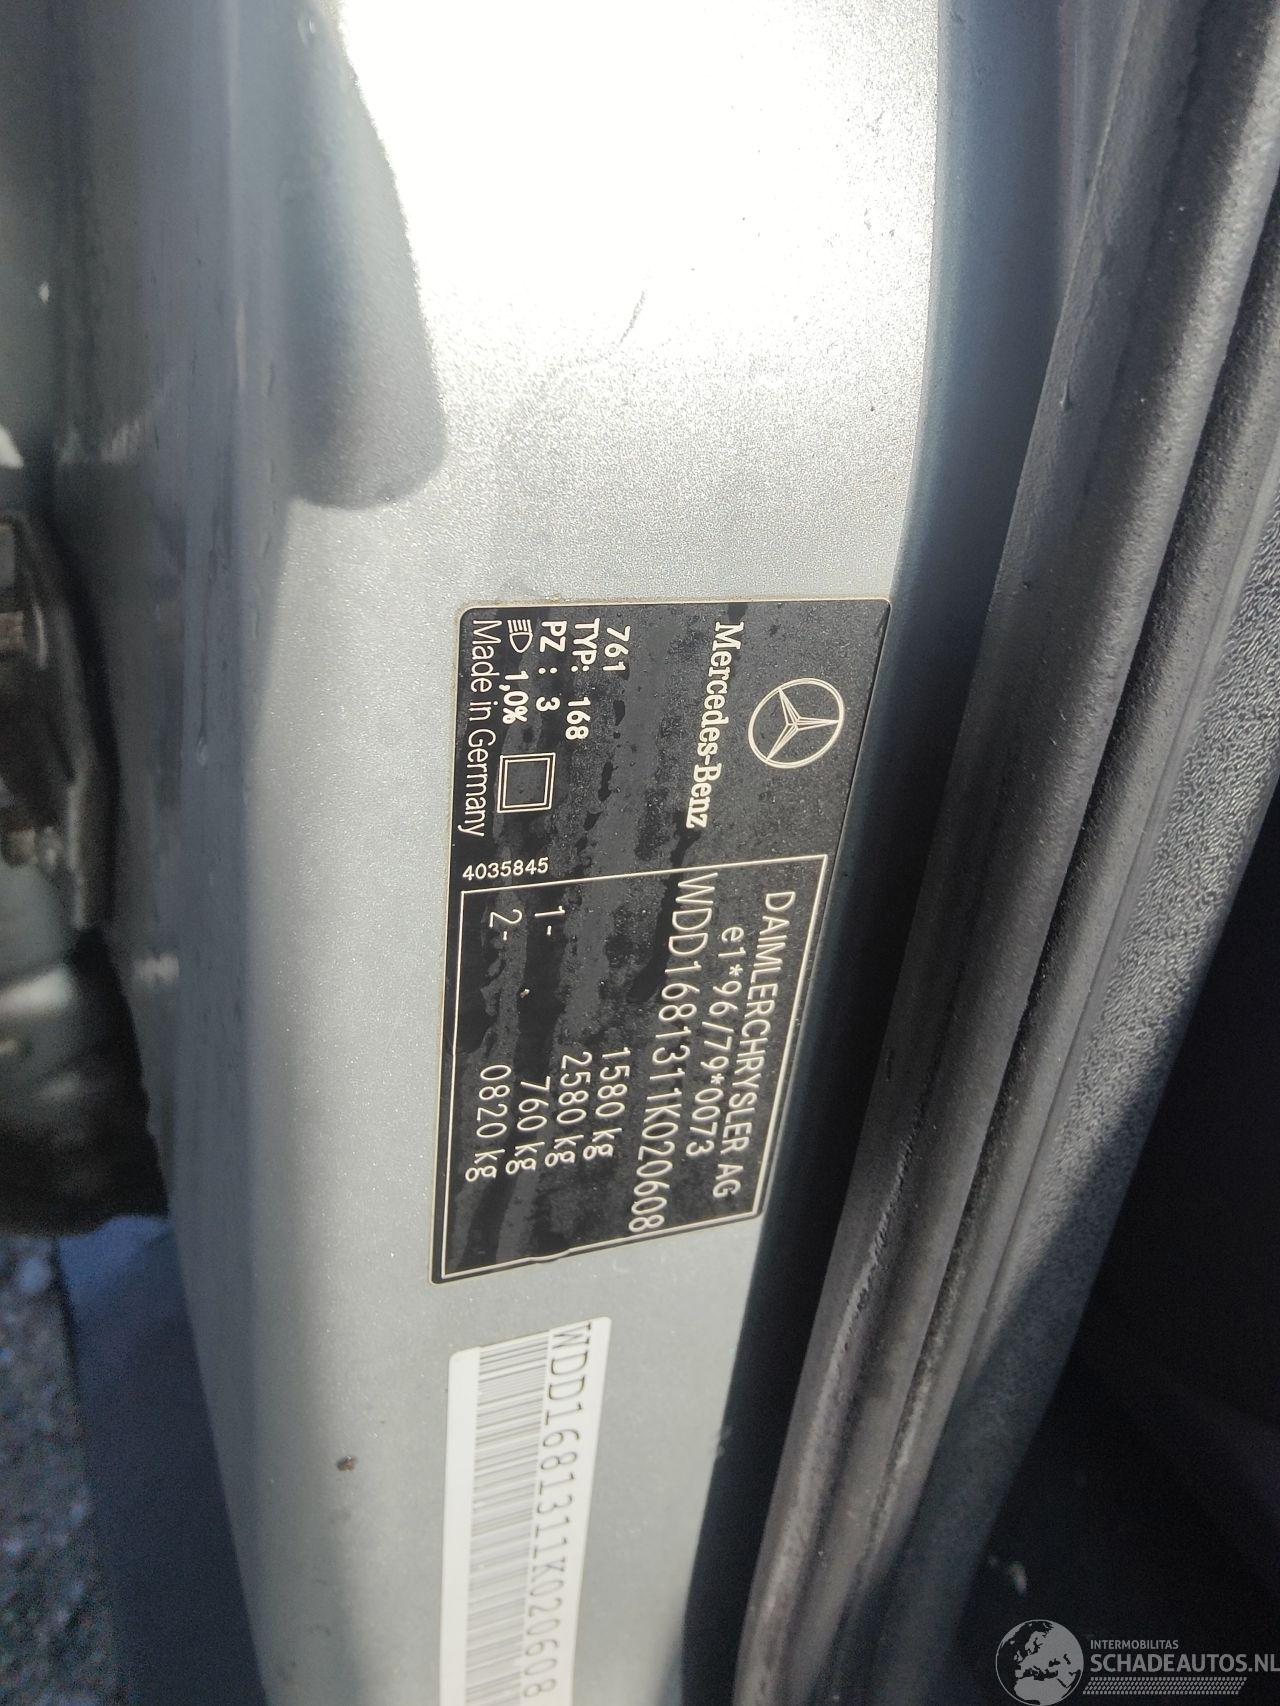 Mercedes-Benz
761
TYP: 168
PZ : 3
1,0%
Made in Germany
4035845
DAIMLERCHRYSLER AG
e1*96/79*0073
WDD1681311K020608
1580 kg
2580 kg
1- 760 kg
2- 0820 kg
WDD1681311K020608
INTERMOBILITAS
SCHADEAUTOS.NL